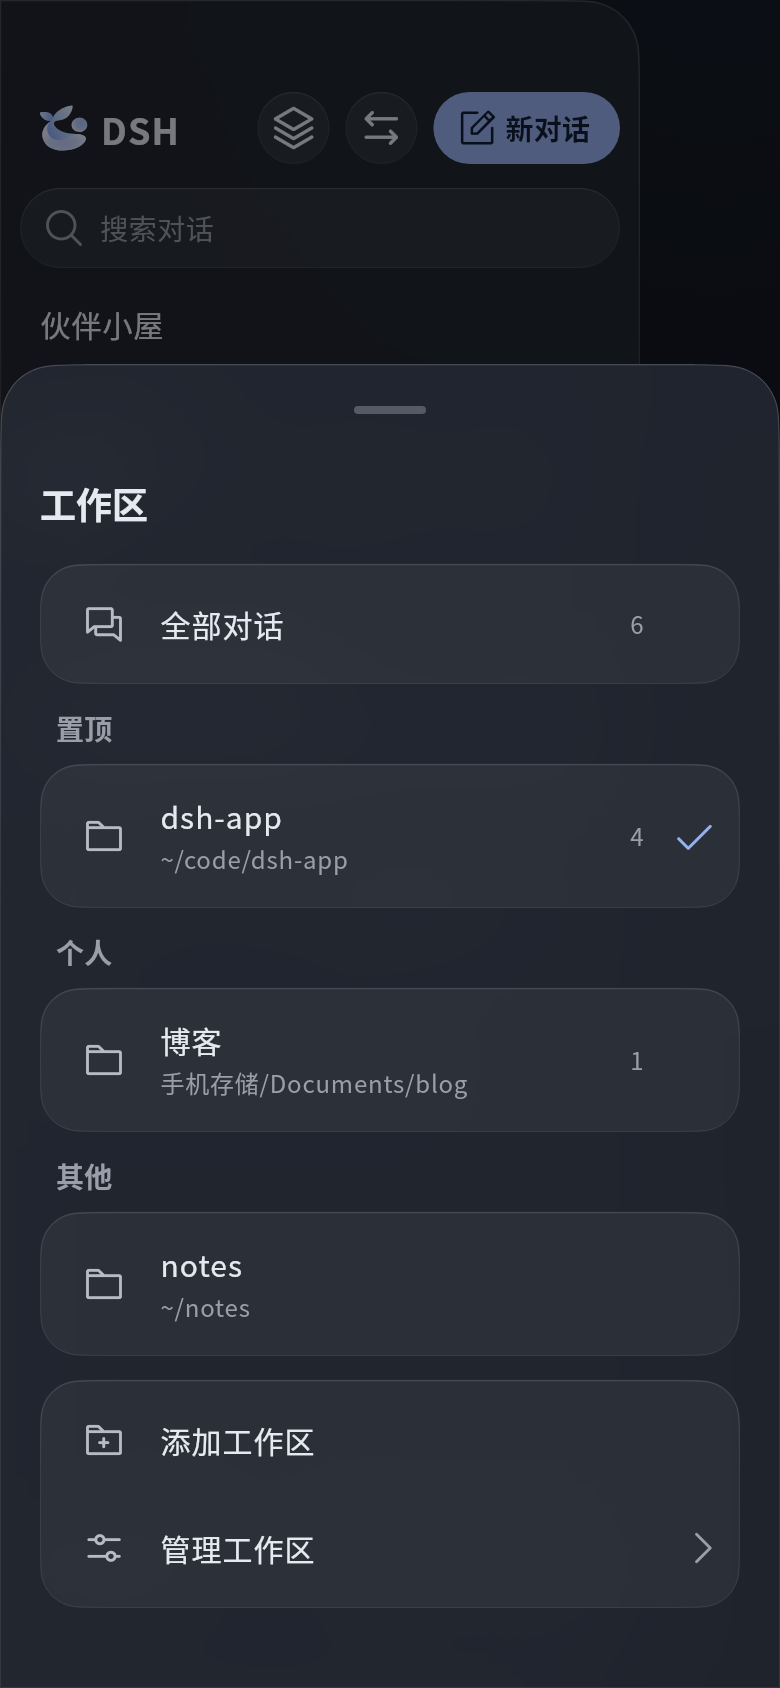 DSH
新对话
搜索对话
伙伴小屋
工作区
全部对话 6
置顶
dsh-app
~/code/dsh-app
4
个人
博客
手机存储/Documents/blog
1
其他
notes
~/notes
添加工作区
管理工作区